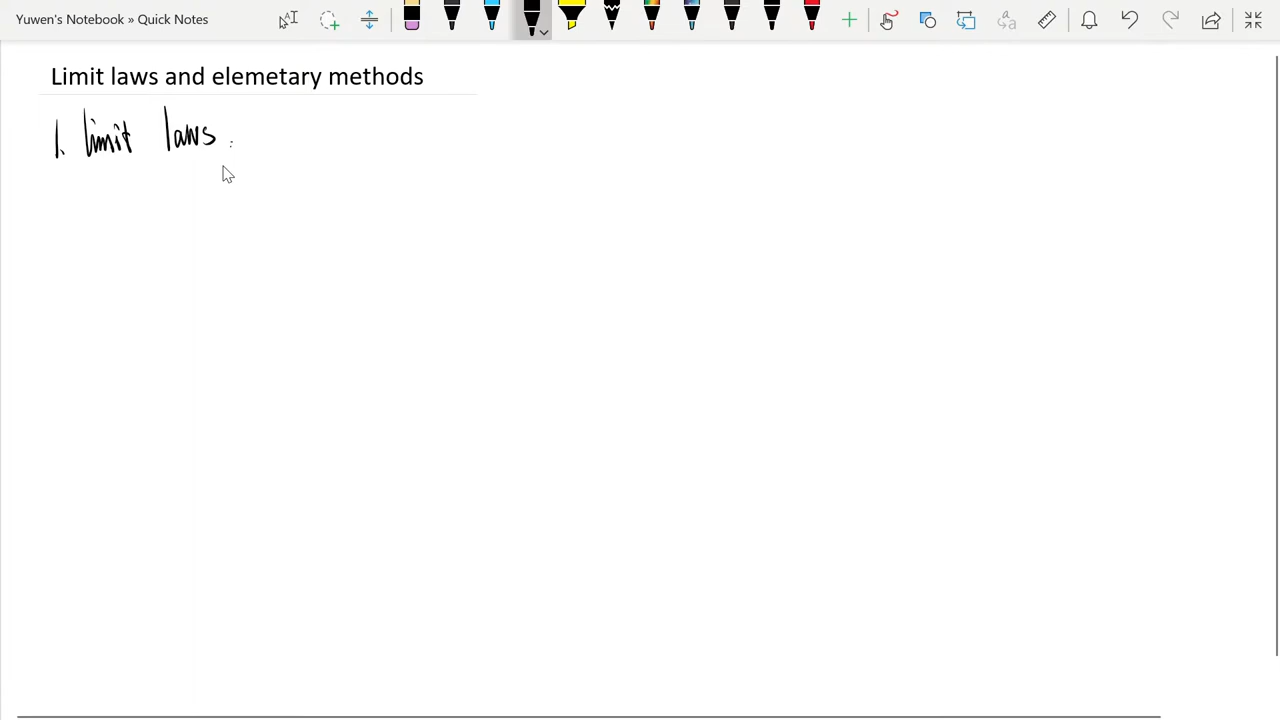 Yuwen's Notebook » Quick Notes
Limit laws and elemetary methods
1. limit laws :